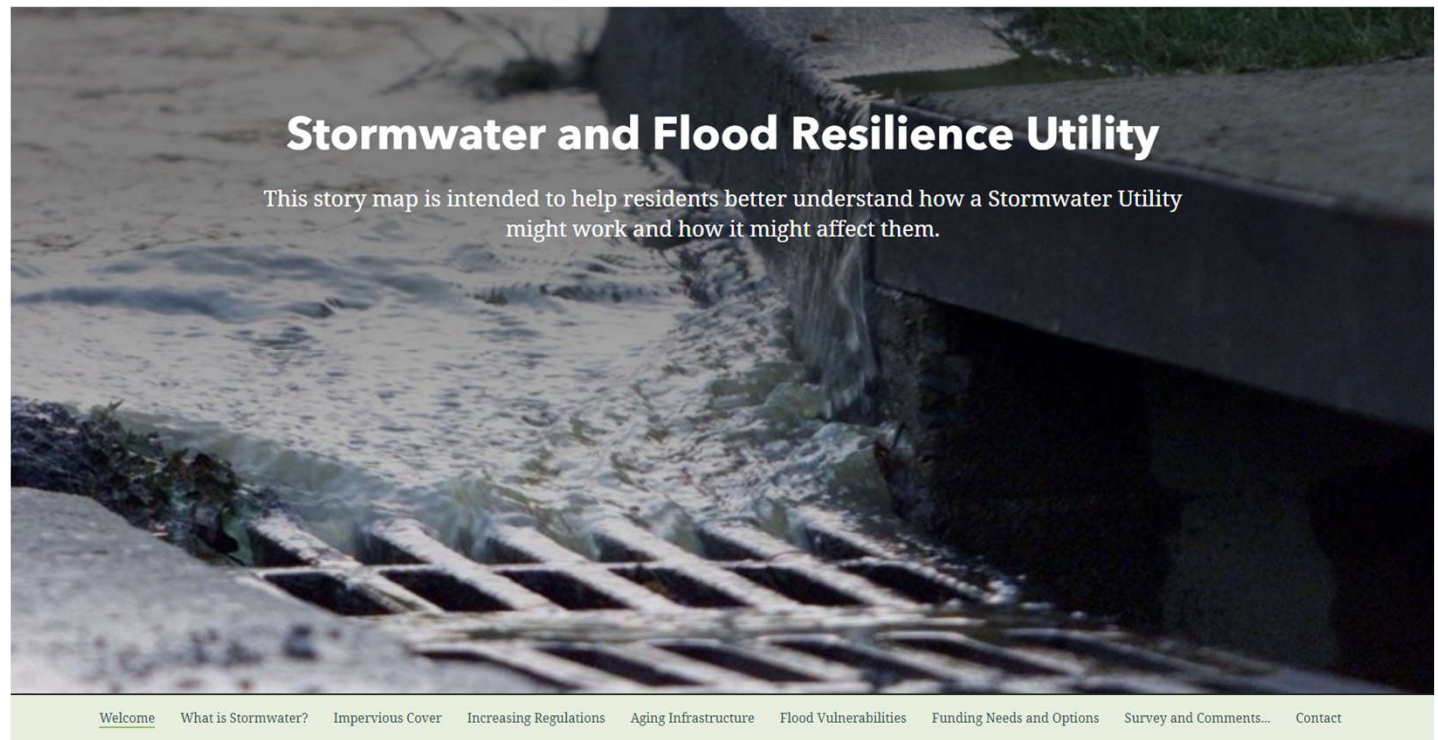 Stormwater and Flood Resilience Utility
This story map is intended to help residents better understand how a Stormwater Utility
might work and how it might affect them.
Welcome What is Stormwater? Impervious Cover Increasing Regulations Aging Infrastructure Flood Vulnerabilities Funding Needs and Options Survey and Comments... Contact